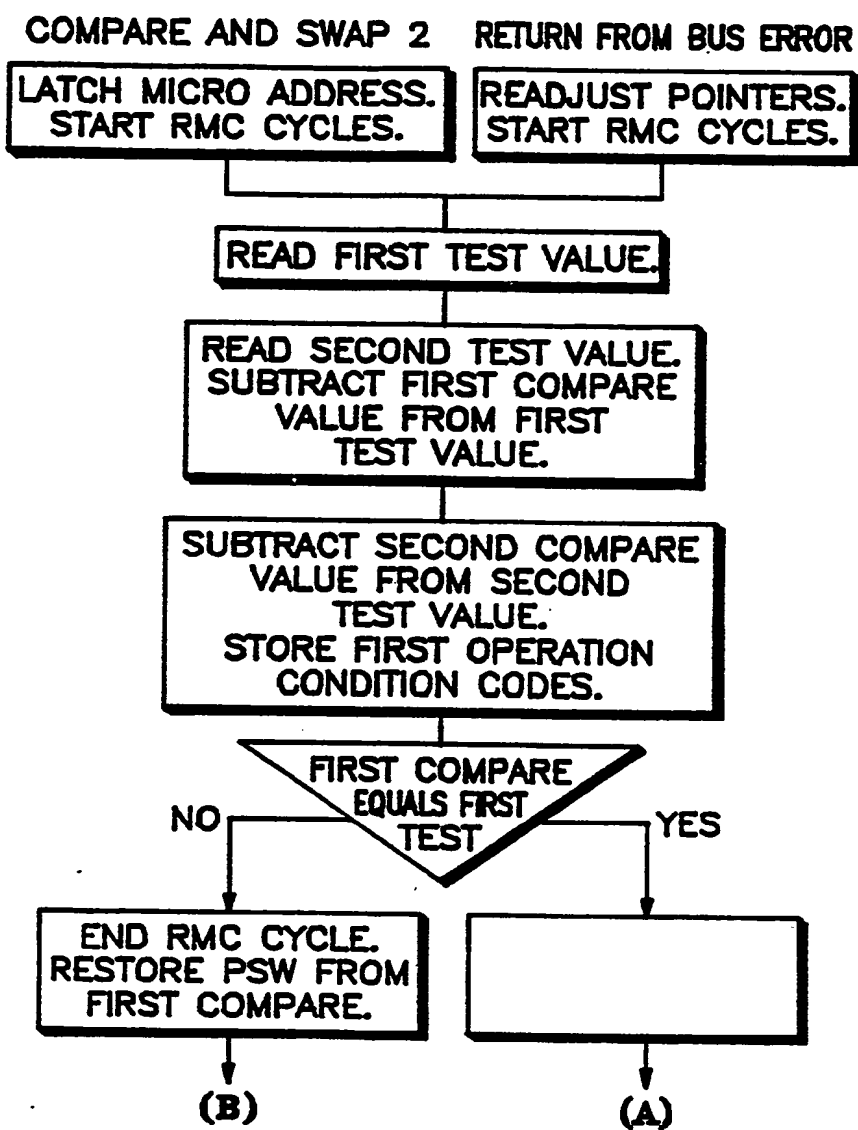 COMPARE AND SWAP 2
RETURN FROM BUS ERROR
LATCH MICRO ADDRESS.
START RMC CYCLES.
READJUST POINTERS.
START RMC CYCLES.
READ FIRST TEST VALUE.
READ SECOND TEST VALUE.
SUBTRACT FIRST COMPARE
VALUE FROM FIRST
TEST VALUE.
SUBTRACT SECOND COMPARE
VALUE FROM SECOND
TEST VALUE.
STORE FIRST OPERATION
CONDITION CODES.
FIRST COMPARE
EQUALS FIRST
TEST
NO
YES
END RMC CYCLE.
RESTORE PSW FROM
FIRST COMPARE.
(B)
(A)